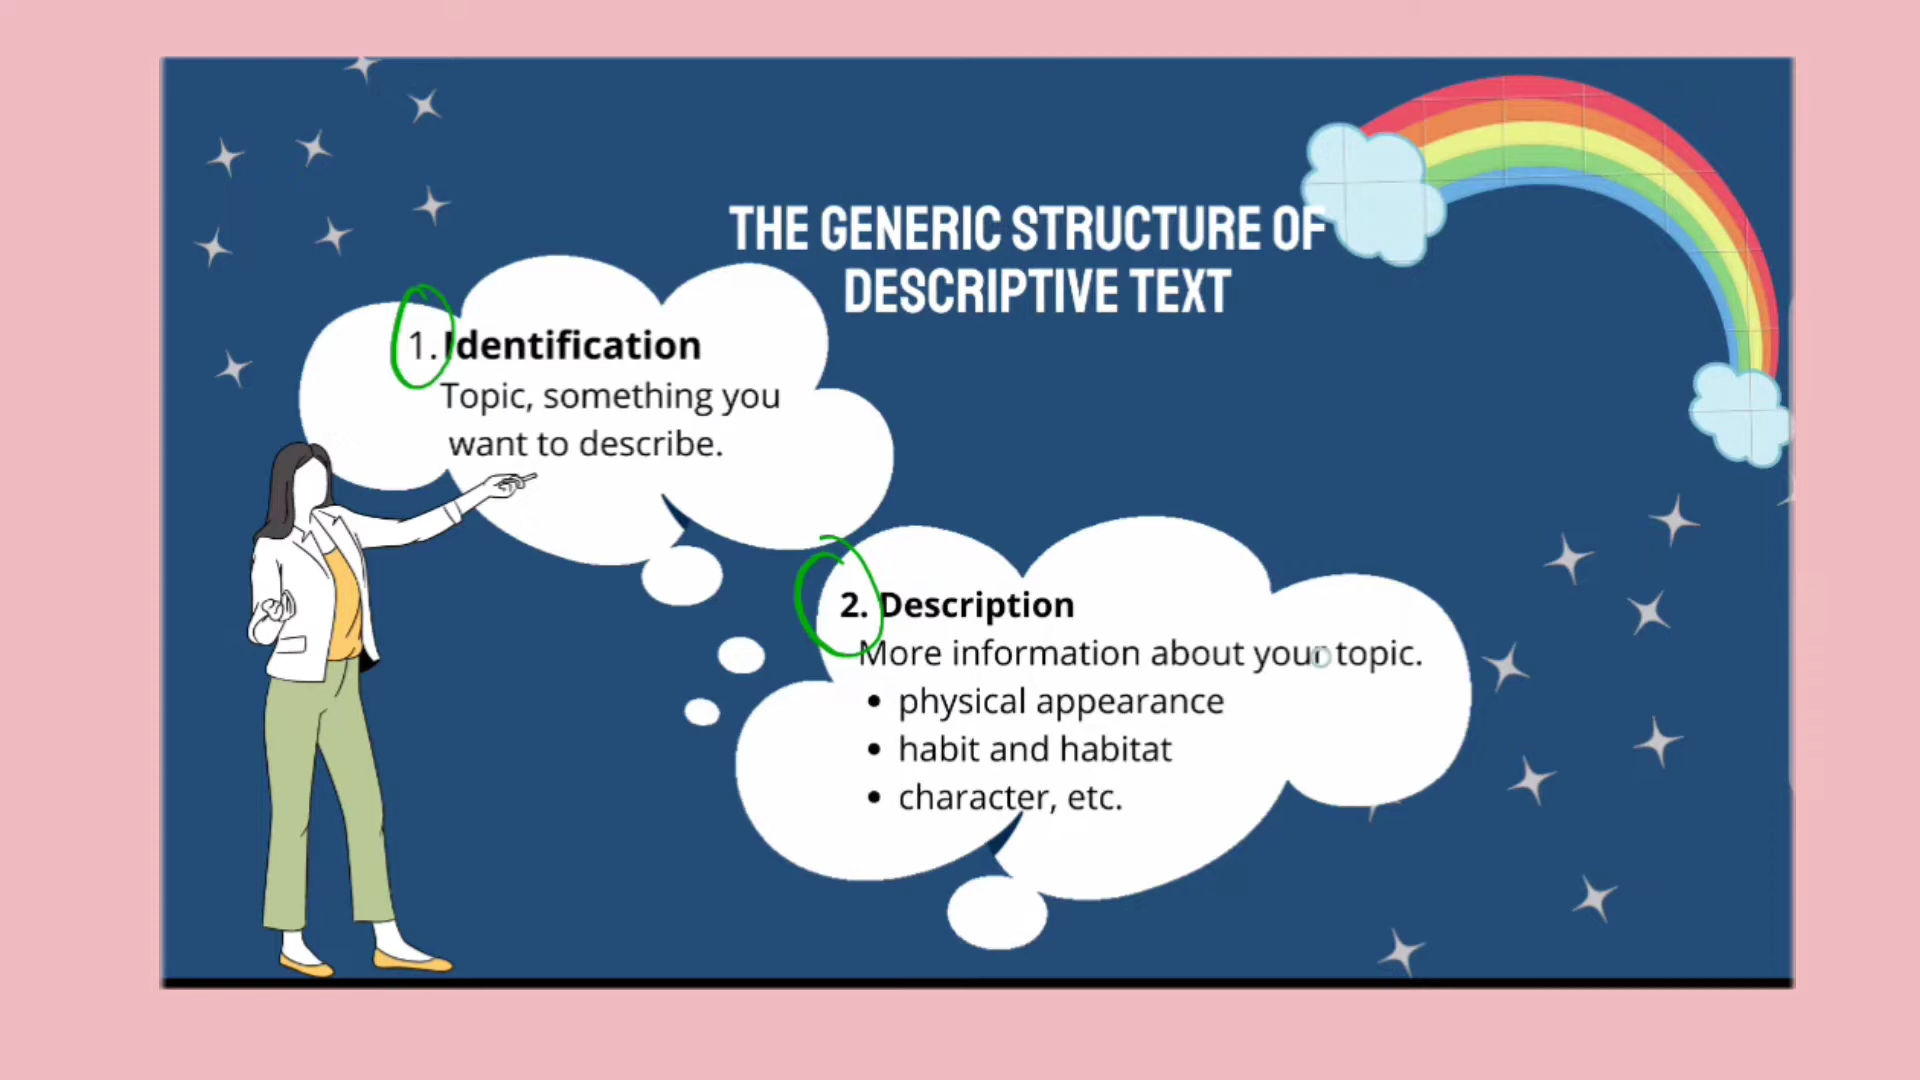 THE GENERIC STRUCTURE OF
DESCRIPTIVE TEXT
1. Identification
Topic, something you
want to describe.
2. Description
More information about your topic.
• physical appearance
• habit and habitat
• character, etc.